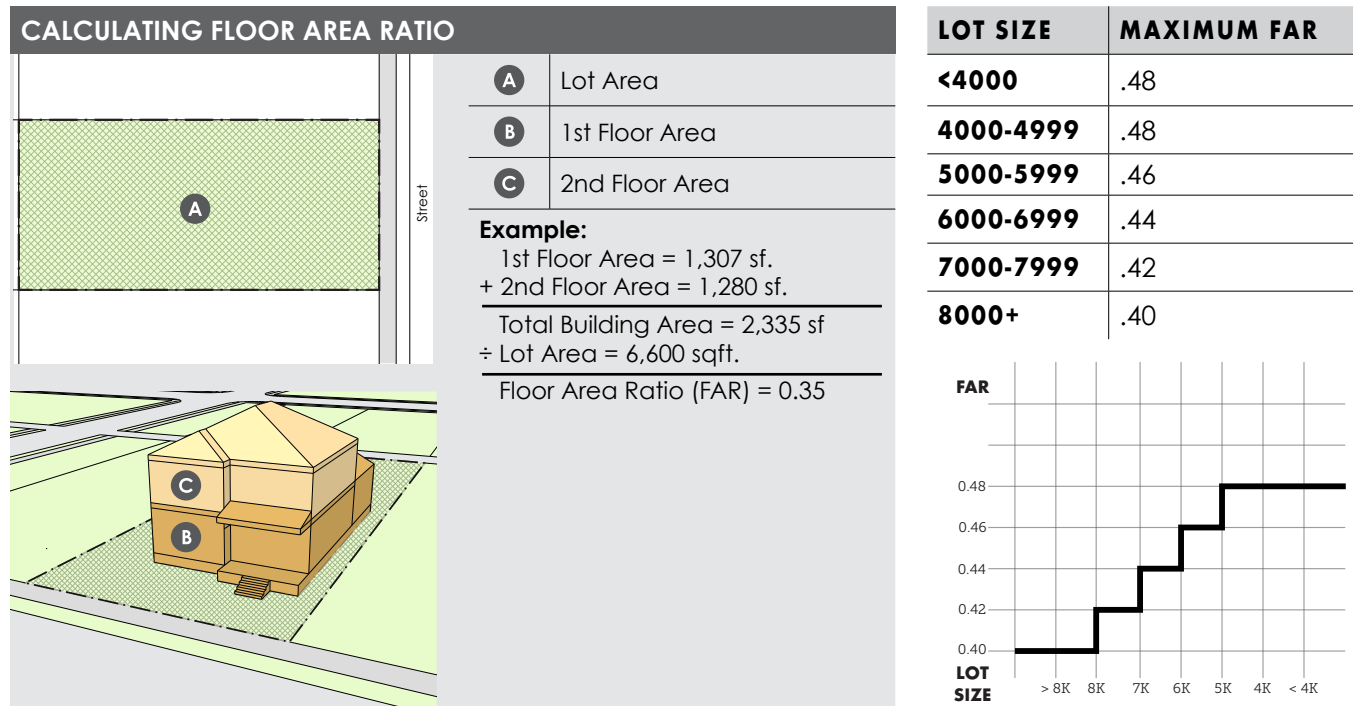 CALCULATING FLOOR AREA RATIO
A
Street
A Lot Area
B 1st Floor Area
C 2nd Floor Area
Example:
1st Floor Area = 1,307 sf.
+ 2nd Floor Area = 1,280 sf.
Total Building Area = 2,335 sf
÷ Lot Area = 6,600 sqft.
Floor Area Ratio (FAR) = 0.35
C
B
LOT SIZE MAXIMUM FAR
<4000 .48
4000-4999 .48
5000-5999 .46
6000-6999 .44
7000-7999 .42
8000+ .40
FAR
0.48
0.46
0.44
0.42
0.40
LOT
SIZE
> 8K 8K 7K 6K 5K 4K < 4K